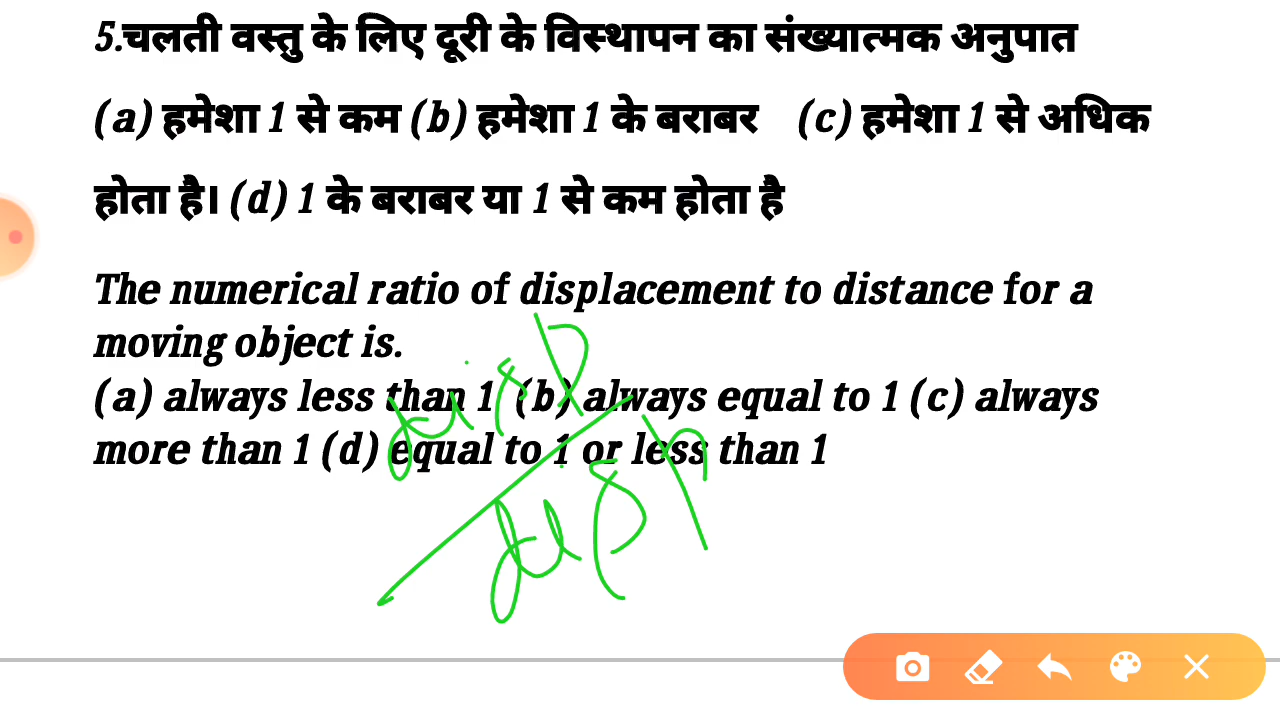 5.चलती वस्तु के लिए दूरी के विस्थापन का संख्यात्मक अनुपात
(a) हमेशा 1 से कम (b) हमेशा 1 के बराबर (c) हमेशा 1 से अधिक
होता है। (d) 1 के बराबर या 1 से कम होता है
The numerical ratio of displacement to distance for a
moving object is.
(a) always less than 1 (b) always equal to 1 (c) always
more than 1 (d) equal to 1 or less than 1